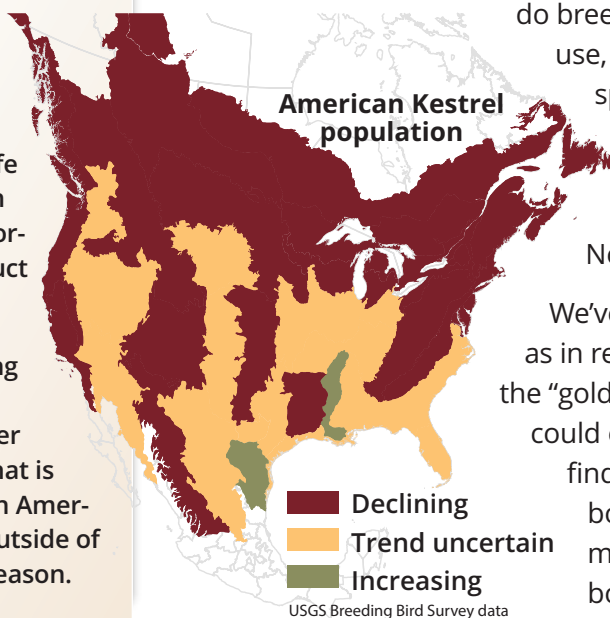 fe
n
or-
uct
ng
er
hat is
n Amer-
utside of
eason.
American Kestrel
population
Declining
Trend uncertain
Increasing
USGS Breeding Bird Survey data
do bree
use,
sp
No
We've
as in re
the “gold
could
find
bo
m
bo